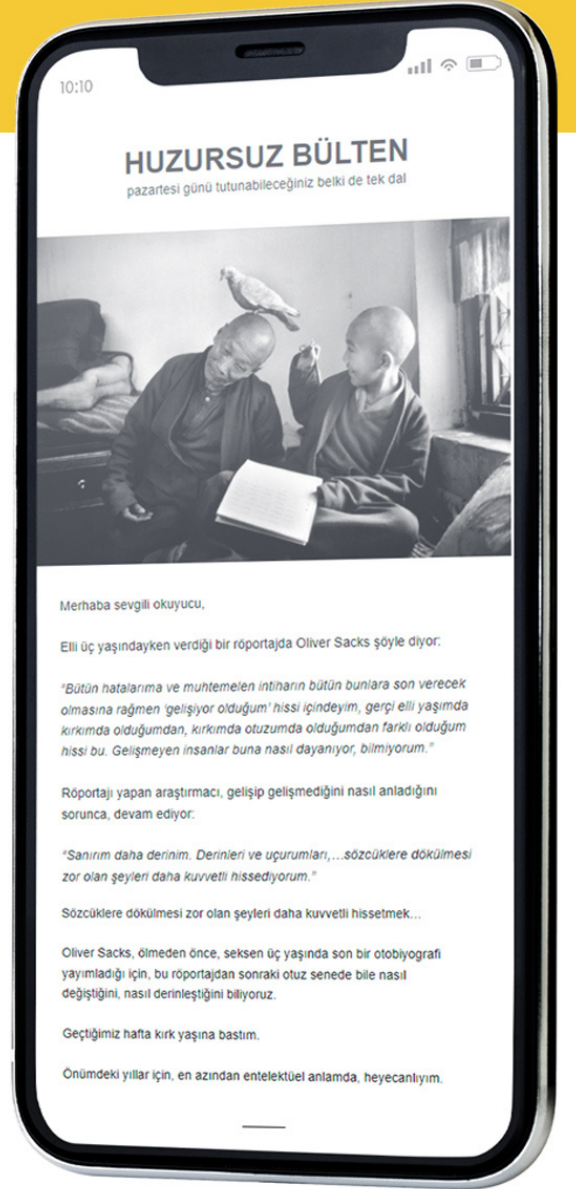 10:10
HUZURSUZ BÜLTEN
pazartesi günü tutunabileceğiniz belki de tek dal
Merhaba sevgili okuyucu,
Elli üç yaşındayken verdiği bir röportajda Oliver Sacks şöyle diyor:
“Bütün hatalarıma ve muhtemelen intiharın bütün bunlara son verecek
olmasına rağmen ‘gelişiyor olduğum’ hissi içindeyim, gerçi elli yaşımda
kırkımda olduğumdan, kırkımda otuzumda olduğumdan farklı olduğum
hissi bu. Gelişmeyen insanlar buna nasıl dayanıyor, bilmiyorum.”
Röportajı yapan araştırmacı, gelişip gelişmediğini nasıl anladığını
sorunca, devam ediyor:
“Sanırım daha derinim. Derinleri ve uçurumları,…sözcüklere dökülmesi
zor olan şeyleri daha kuvvetli hissediyorum.”
Sözcüklere dökülmesi zor olan şeyleri daha kuvvetli hissetmek…
Oliver Sacks, ölmeden önce, seksen üç yaşında son bir otobiyografi
yayımladığı için, bu röportajdan sonraki otuz senede bile nasıl
değiştiğini, nasıl derinleştiğini biliyoruz.
Geçtiğimiz hafta kırk yaşına bastım.
Önümdeki yıllar için, en azından entelektüel anlamda, heyecanlıyım.